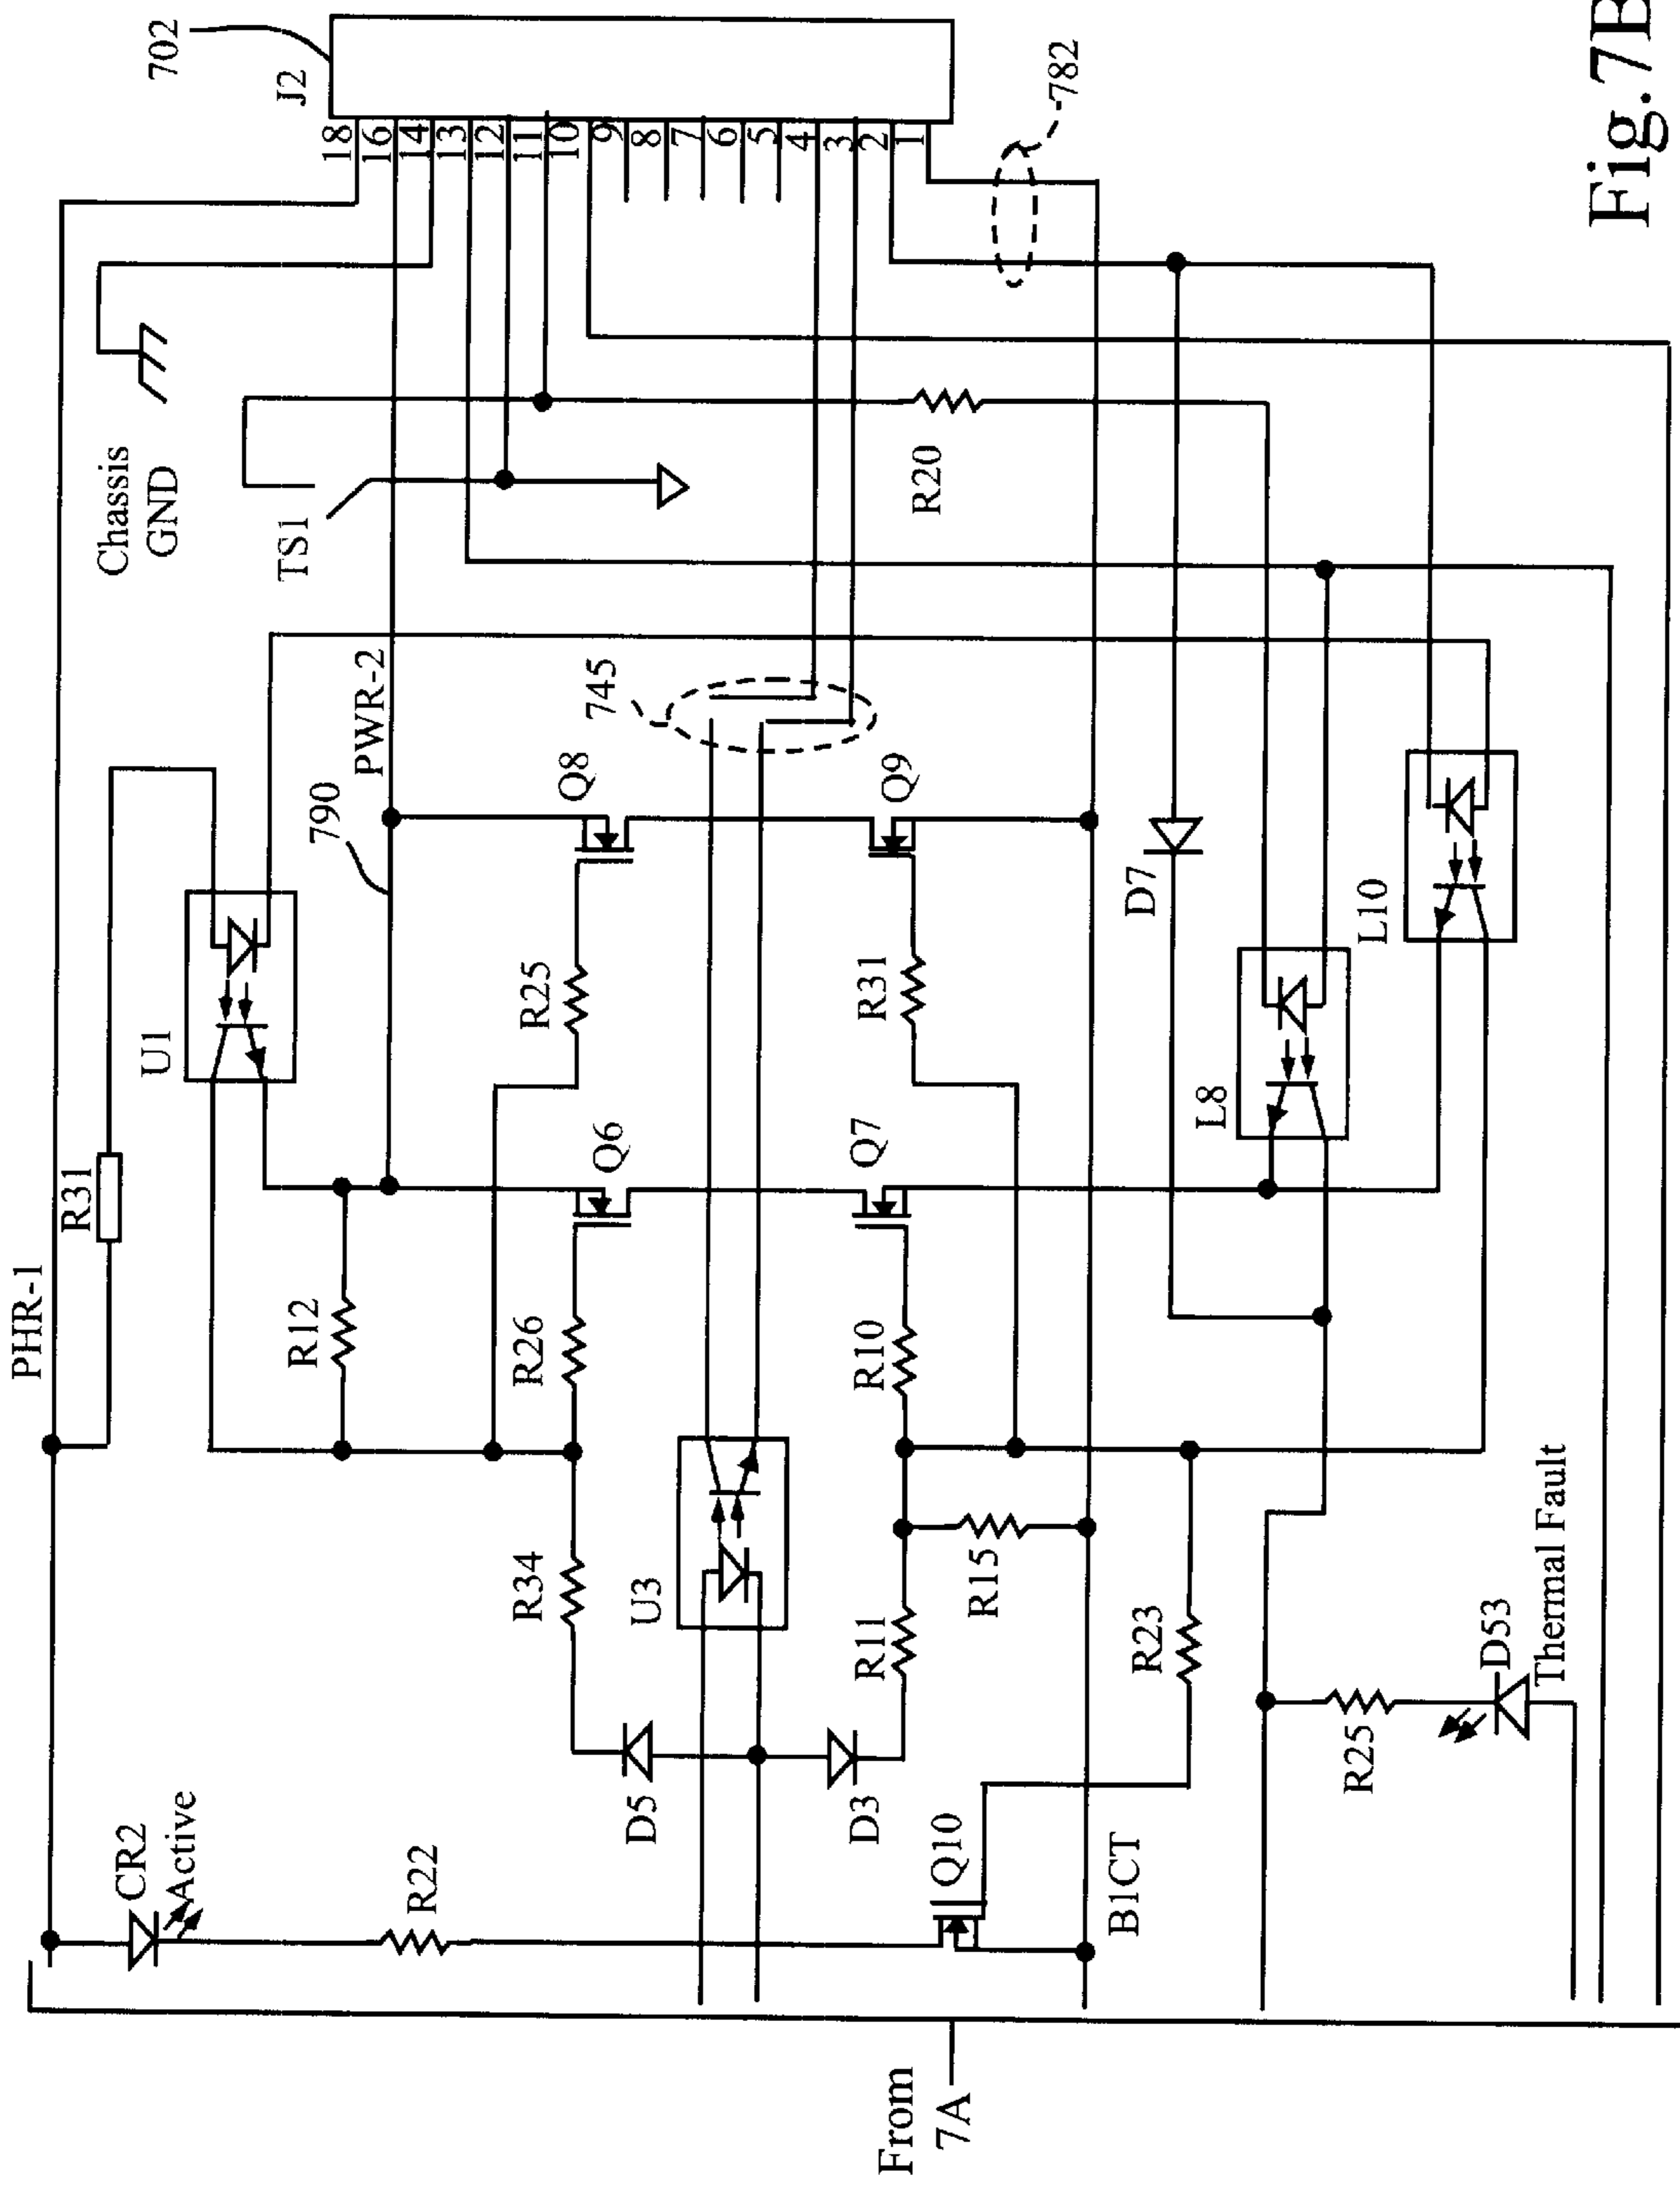 702
J2
18
16
14
13
12
11
10
9
8
7
6
5
4
3
2
1
782
Chassis
GND
TS1
R20
PHR-1
R31
U1
790
PWR-2
745
Q8
Q9
R25
R31
D7
L10
L8
Q6
Q7
R12
R26
R10
R34
U3
R11
R15
R23
D5
D3
CR2
Active
R22
Q10
B1CT
R25
D53
Thermal Fault
From
7A
Fig.7B